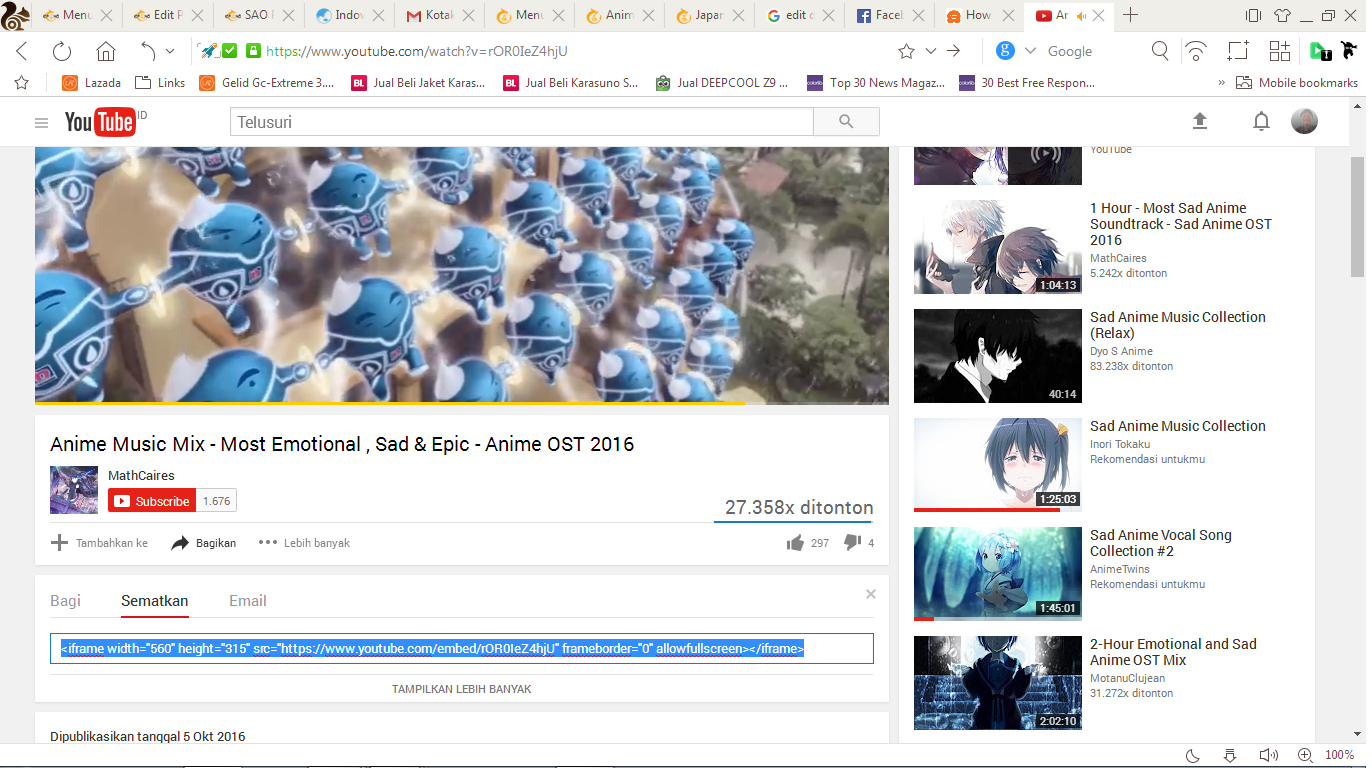 Menu
Edit P
SAO
Indov
Kotak
Menu
Anim
Japar
edit c
Facel
How
Ar
https://www.youtube.com/watch?v=rOR0IeZ4hjU
Google
Lazada
Links
Gelid Gc-Extreme 3....
Jual Beli Jaket Karas...
Jual Beli Karasuno S...
Jual DEEPCOOL Z9 ...
Top 30 News Magaz...
30 Best Free Respon...
»
Mobile bookmarks
YouTube ID
Telusuri
YouTube
1 Hour - Most Sad Anime
Soundtrack - Sad Anime OST
2016
MathCaires
5.242x ditonton
1:04:13
Sad Anime Music Collection
(Relax)
Dyo S Anime
83.238x ditonton
40:14
Sad Anime Music Collection
Inori Tokaku
Rekomendasi untukmu
1:25:03
Sad Anime Vocal Song
Collection #2
AnimeTwins
Rekomendasi untukmu
1:45:01
2-Hour Emotional and Sad
Anime OST Mix
MotanuClujean
31.272x ditonton
2:02:10
Anime Music Mix - Most Emotional , Sad & Epic - Anime OST 2016
MathCaires
Subscribe 1.676
27.358x ditonton
Tambahkan ke Bagikan Lebih banyak
297 4
Bagi Sematkan Email
<iframe width="560" height="315" src="https://www.youtube.com/embed/rOR0IeZ4hjU" frameborder="0" allowfullscreen></iframe>
TAMPILKAN LEBIH BANYAK
Dipublikasikan tanggal 5 Okt 2016
100%